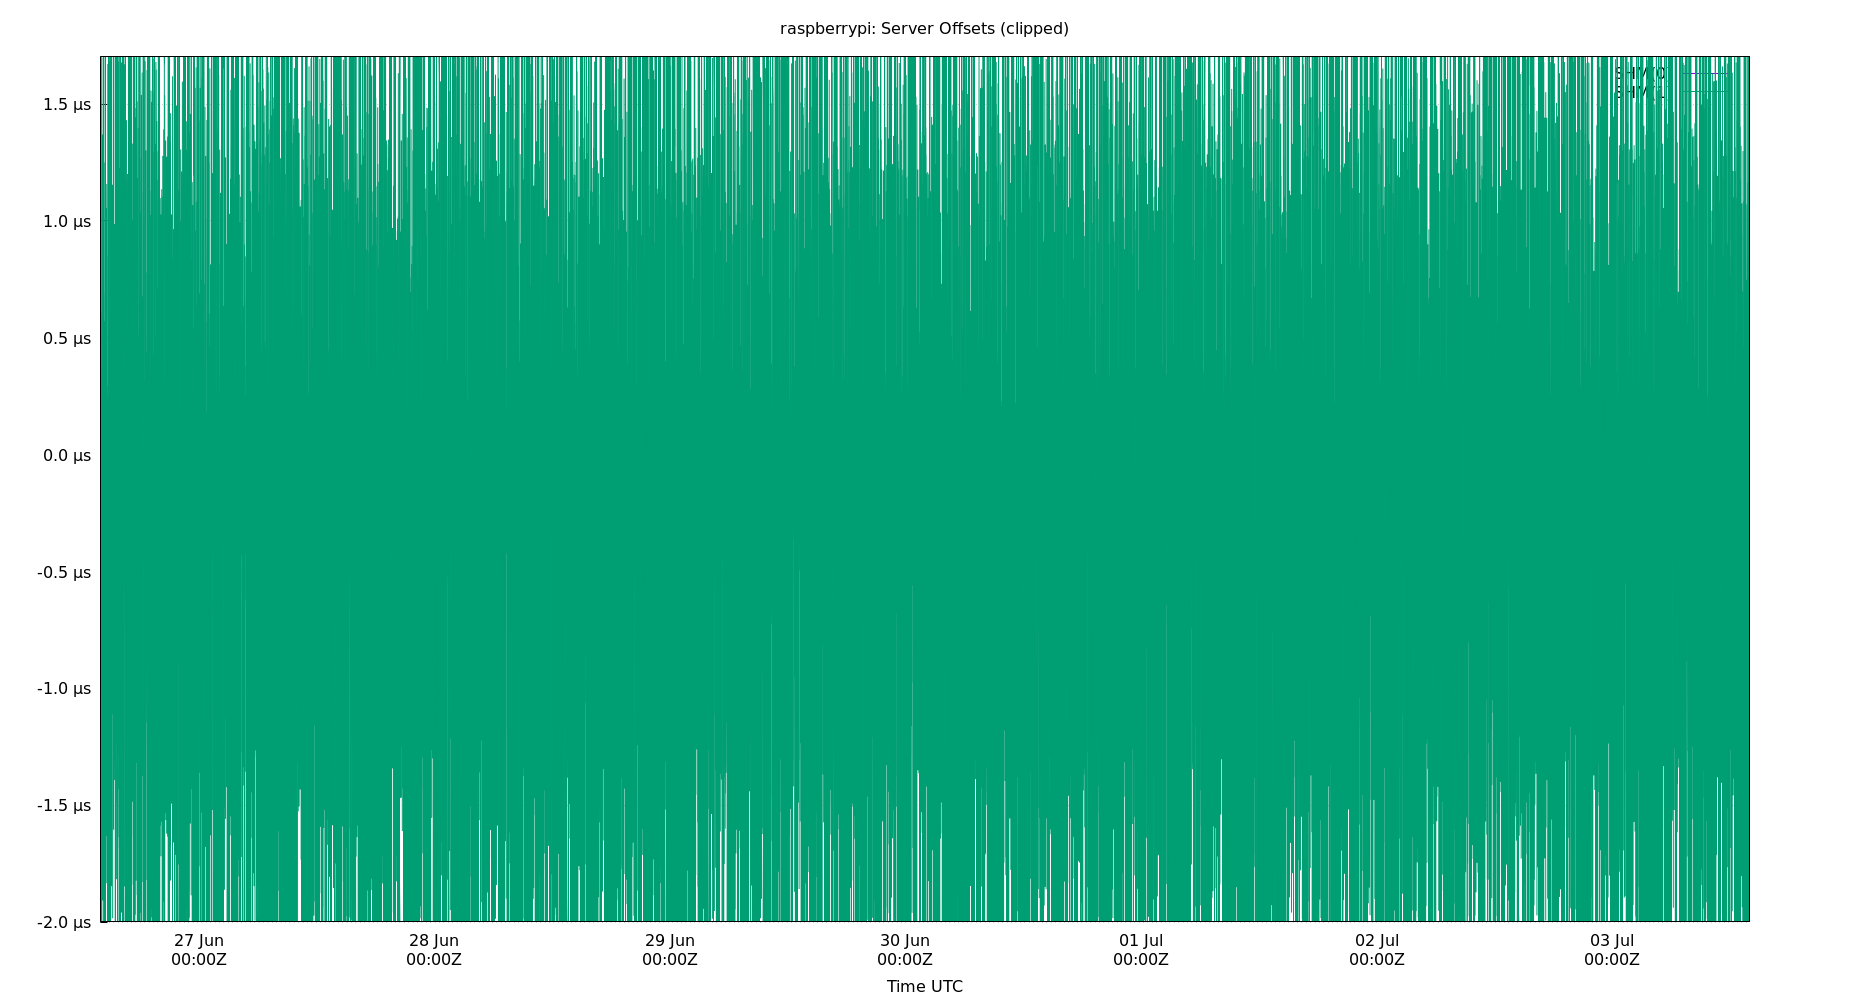 raspberrypi: Server Offsets (clipped)
1.5 µs
1.0 µs
0.5 µs
0.0 µs
-0.5 µs
-1.0 µs
-1.5 µs
-2.0 µs
27 Jun 28 Jun 29 Jun 30 Jun 01 Jul 02 Jul 03 Jul
00:00Z 00:00Z 00:00Z 00:00Z 00:00Z 00:00Z 00:00Z
Time UTC